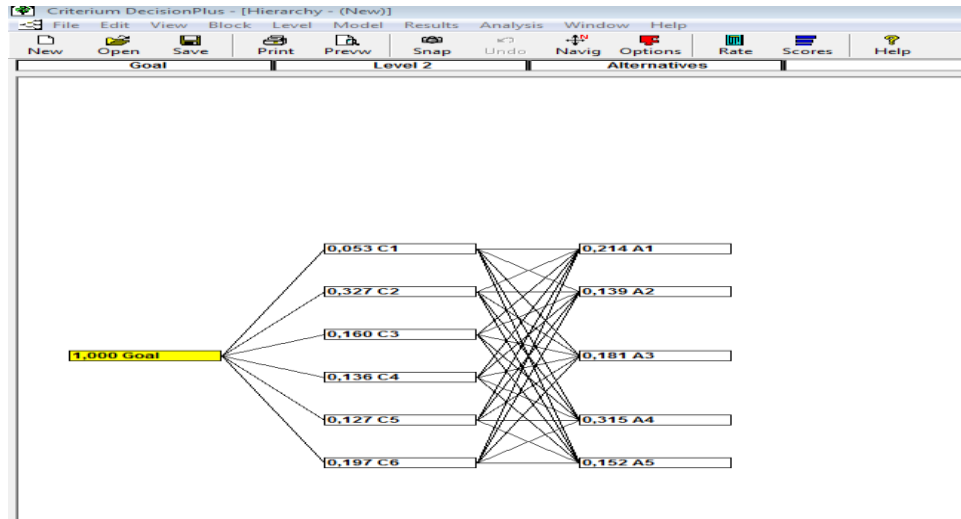 Criterium DecisionPlus - [Hierarchy - (New)]
File Edit View Block Level Model Results Analysis Window Help
New Open Save Print Prevw Snap Undo Navig Options Rate Scores Help
Goal Level 2 Alternatives
0,053 C1 0,214 A1
0,327 C2 0,139 A2
0,160 C3
1,000 Goal 0,181 A3
0,136 C4
0,127 C5 0,315 A4
0,197 C6 0,152 A5